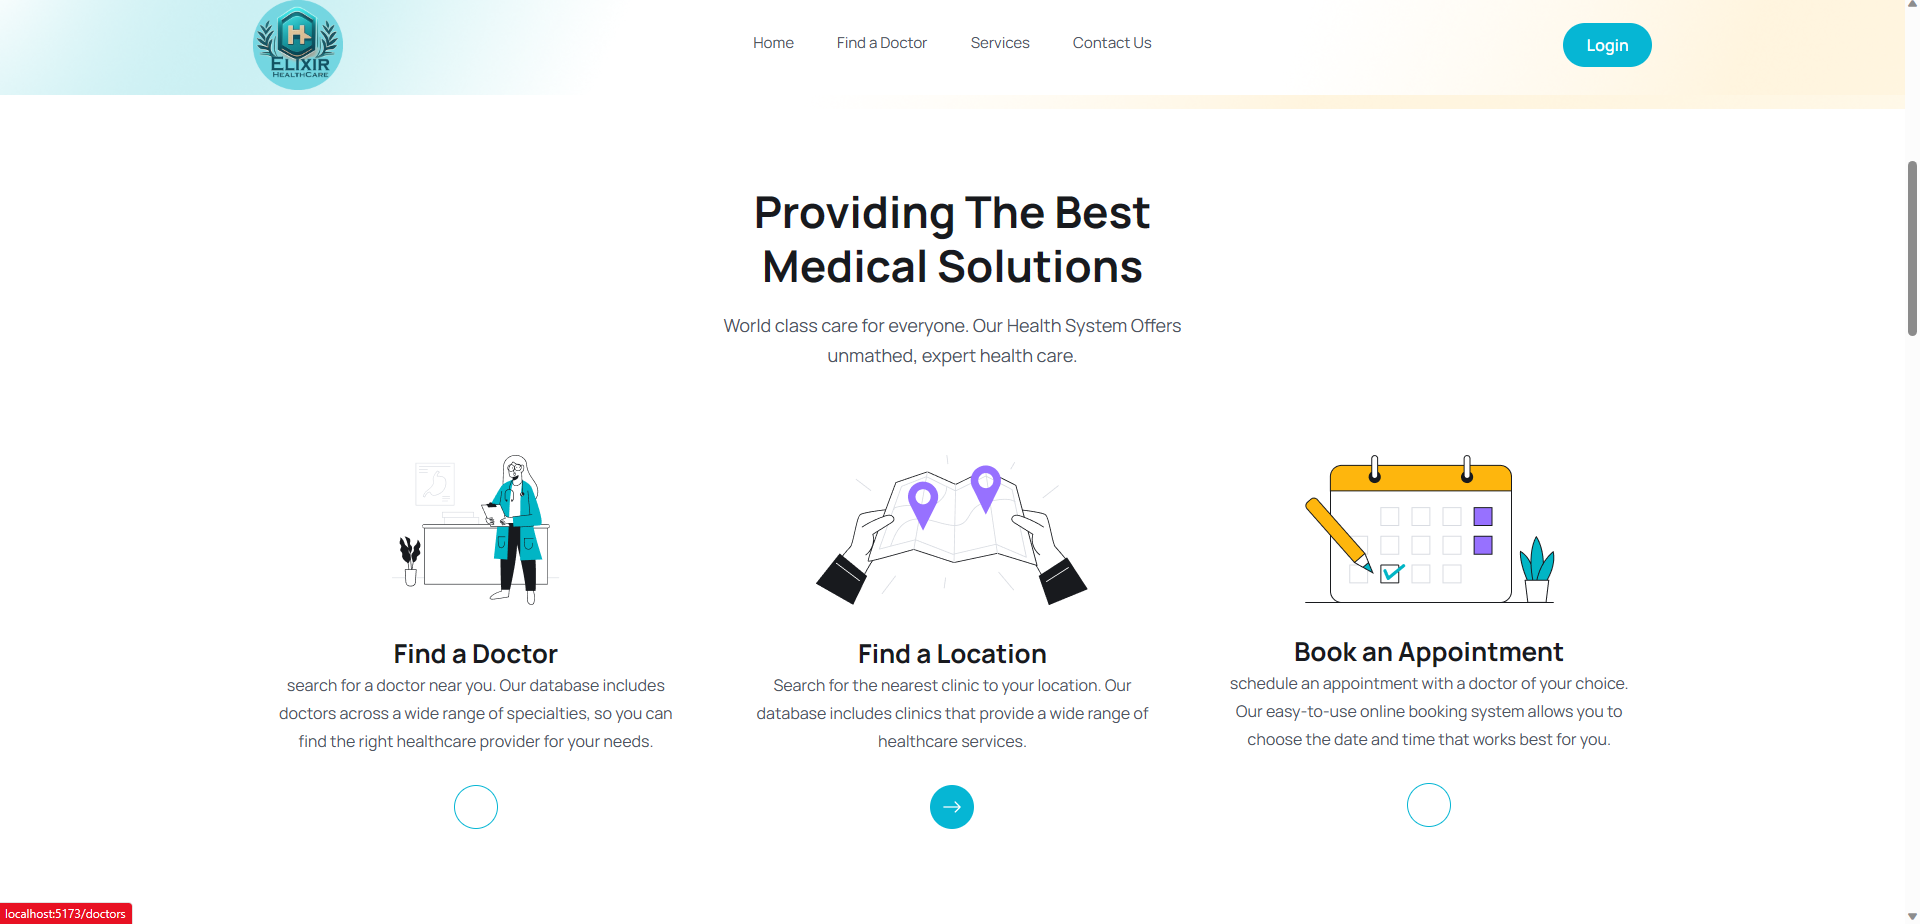 ELIXIR
HEALTHCARE
Home
Find a Doctor
Services
Contact Us
Login
Providing The Best
Medical Solutions
World class care for everyone. Our Health System Offers
unmathed, expert health care.
Find a Doctor
search for a doctor near you. Our database includes
doctors across a wide range of specialties, so you can
find the right healthcare provider for your needs.
Find a Location
Search for the nearest clinic to your location. Our
database includes clinics that provide a wide range of
healthcare services.
Book an Appointment
schedule an appointment with a doctor of your choice.
Our easy-to-use online booking system allows you to
choose the date and time that works best for you.
localhost:5173/doctors